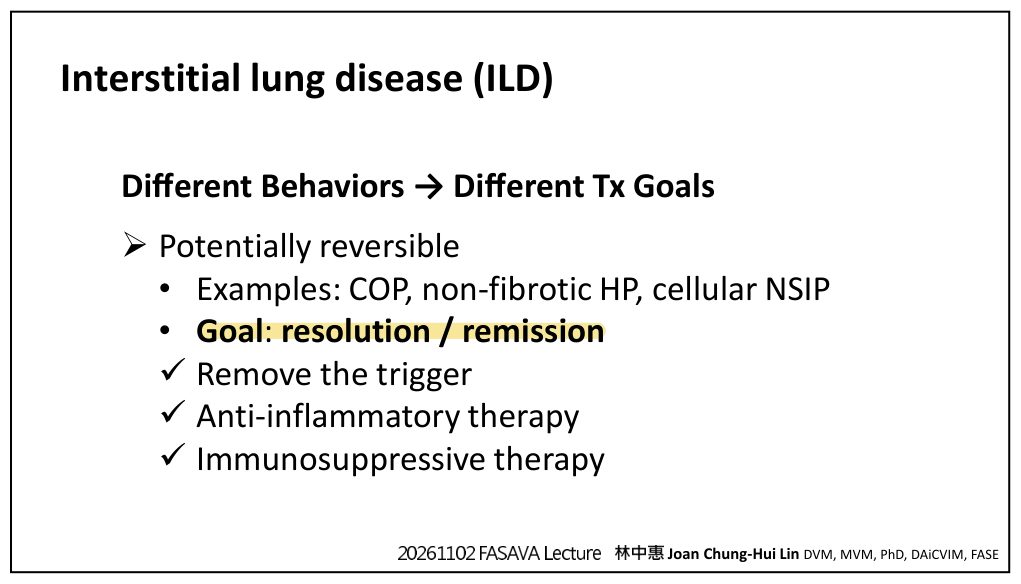 Interstitial lung disease (ILD)
Different Behaviors → Different Tx Goals
➢ Potentially reversible
• Examples: COP, non-fibrotic HP, cellular NSIP
• Goal: resolution / remission
✓ Remove the trigger
✓ Anti-inflammatory therapy
✓ Immunosuppressive therapy
20261102 FASAVA Lecture 林中惠 Joan Chung-Hui Lin DVM, MVM, PhD, DAiCVIM, FASE